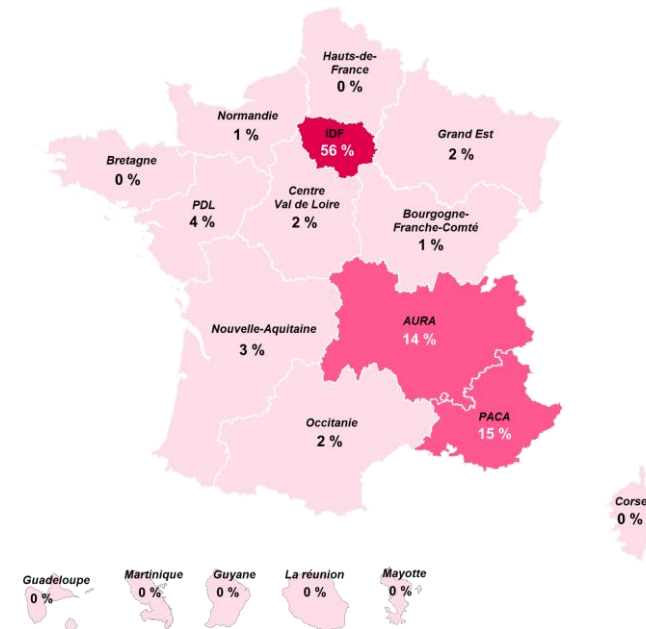 Hauts-de-
France
0 %
Normandie
1 %
IDF
56 %
Grand Est
2 %
Bretagne
0 %
PDL
4 %
Centre
Val de Loire
2 %
Bourgogne-
Franche-Comté
1 %
Nouvelle-Aquitaine
3 %
AURA
14 %
Occitanie
2 %
PACA
15 %
Corse
0 %
Guadeloupe
0 %
Martinique
0 %
Guyane
0 %
La réunion
0 %
Mayotte
0 %